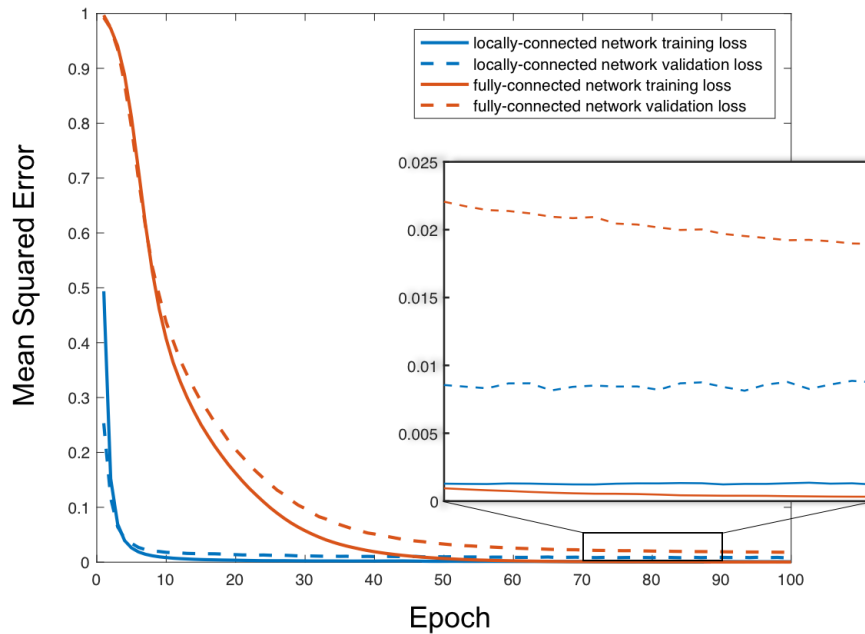 1
0.9
0.8
0.7
0.6
0.5
0.4
0.3
0.2
0.1
0
Mean Squared Error
locally-connected network training loss
locally-connected network validation loss
fully-connected network training loss
fully-connected network validation loss
0.025
0.02
0.015
0.01
0.005
0
0 10 20 30 40 50 60 70 80 90 100
Epoch